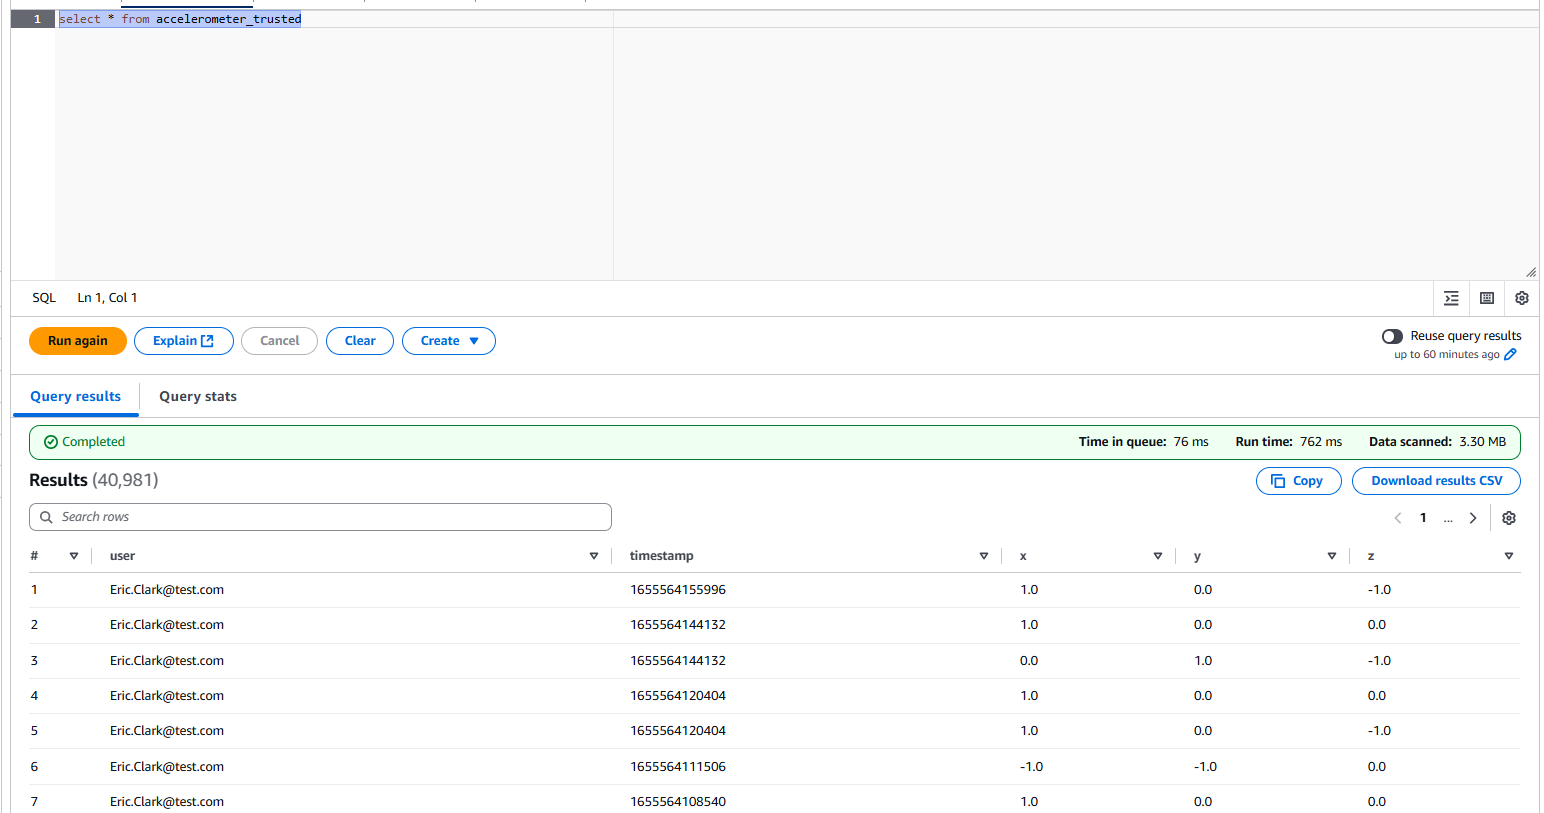 1 select * from accelerometer_trusted
SQL Ln 1, Col 1
Run again Explain Cancel Clear Create
Reuse query results
up to 60 minutes ago
Query results Query stats
Completed Time in queue: 76 ms Run time: 762 ms Data scanned: 3.30 MB
Results (40,981) Copy Download results CSV
Search rows 1 ...
# user timestamp x y z
1 Eric.Clark@test.com 1655564155996 1.0 0.0 -1.0
2 Eric.Clark@test.com 1655564144132 1.0 0.0 0.0
3 Eric.Clark@test.com 1655564144132 0.0 1.0 -1.0
4 Eric.Clark@test.com 1655564120404 1.0 0.0 0.0
5 Eric.Clark@test.com 1655564120404 1.0 0.0 -1.0
6 Eric.Clark@test.com 1655564111506 -1.0 -1.0 0.0
7 Eric.Clark@test.com 1655564108540 1.0 0.0 0.0